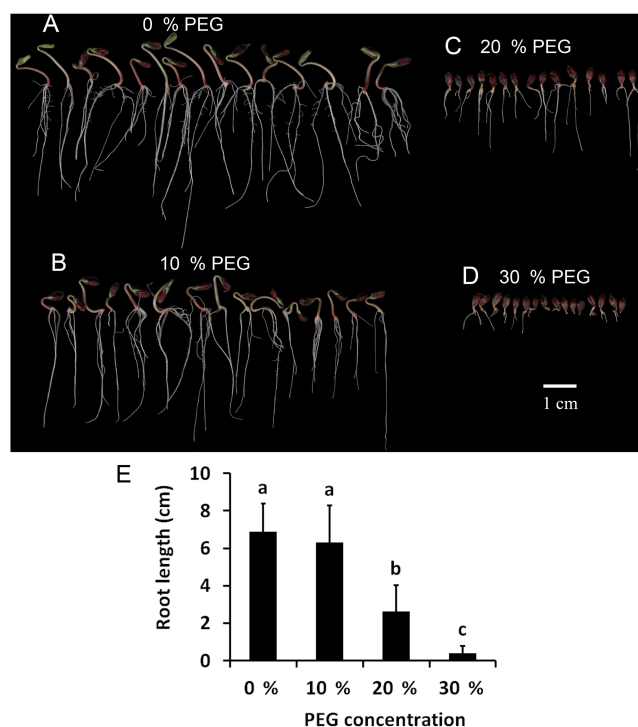 A
0 % PEG
C 20 % PEG
B
10 % PEG
D 30 % PEG
1 cm
E
10
8
6
4
2
0
Root length (cm)
a
a
b
c
0 % 10 % 20 % 30 %
PEG concentration